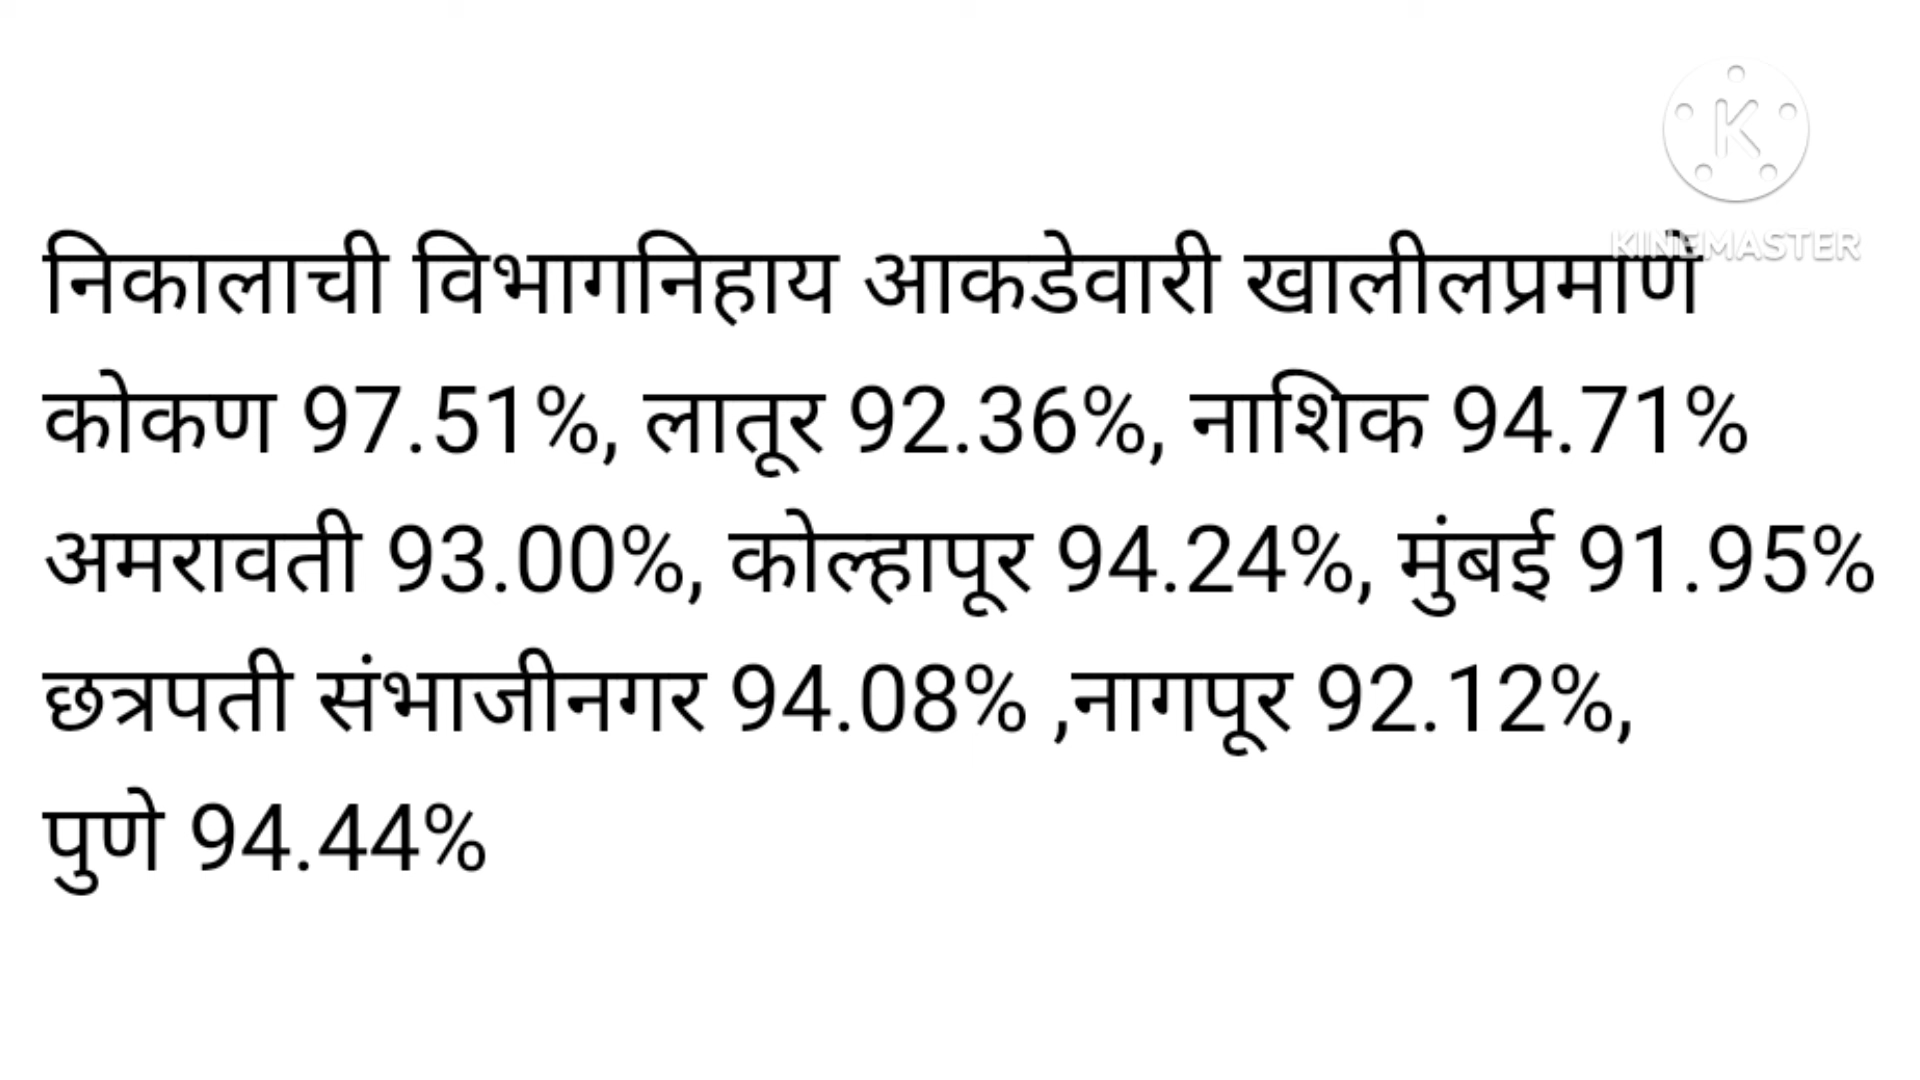 K
KINEMASTER
निकालाची विभागनिहाय आकडेवारी खालीलप्रमाणे
कोकण 97.51%, लातूर 92.36%, नाशिक 94.71%
अमरावती 93.00%, कोल्हापूर 94.24%, मुंबई 91.95%
छत्रपती संभाजीनगर 94.08% ,नागपूर 92.12%,
पुणे 94.44%